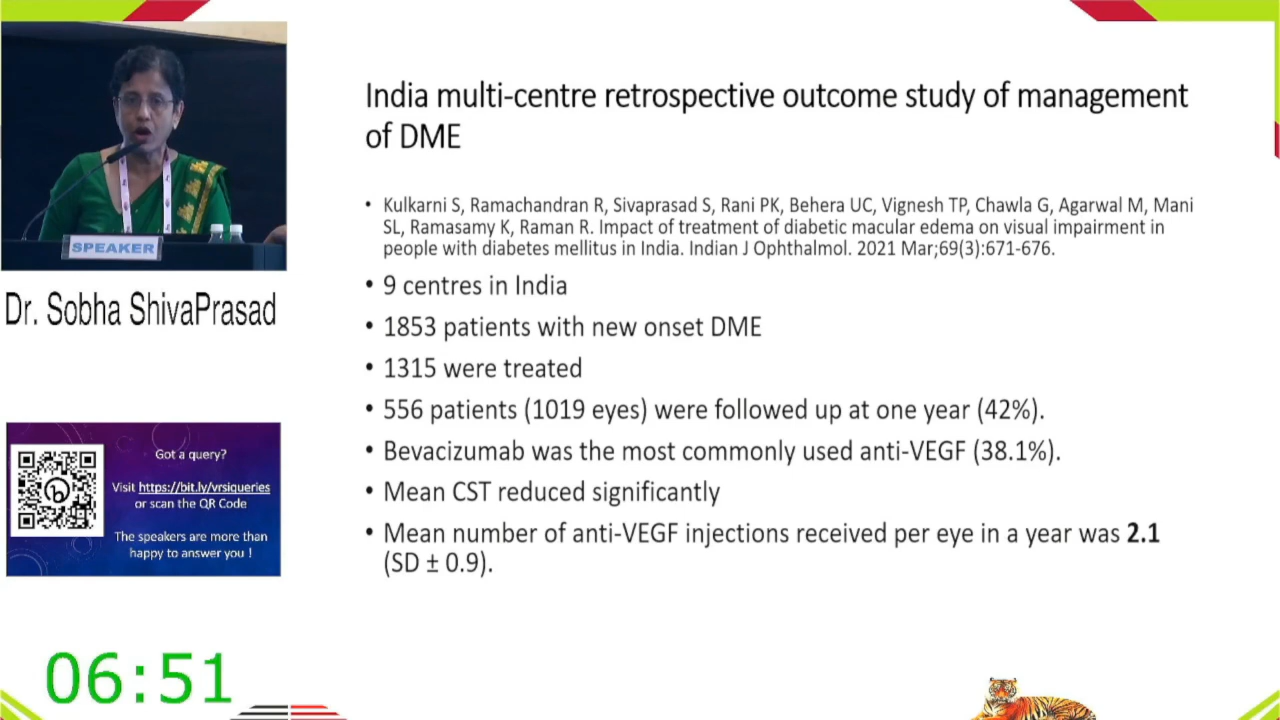 India multi-centre retrospective outcome study of management
of DME
• Kulkarni S, Ramachandran R, Sivaprasad S, Rani PK, Behera UC, Vignesh TP, Chawla G, Agarwal M, Mani
SL, Ramasamy K, Raman R. Impact of treatment of diabetic macular edema on visual impairment in
people with diabetes mellitus in India. Indian J Ophthalmol. 2021 Mar;69(3):671-676.
• 9 centres in India
• 1853 patients with new onset DME
• 1315 were treated
• 556 patients (1019 eyes) were followed up at one year (42%).
• Bevacizumab was the most commonly used anti-VEGF (38.1%).
• Mean CST reduced significantly
• Mean number of anti-VEGF injections received per eye in a year was 2.1
(SD ± 0.9).
SPEAKER
Dr. Sobha ShivaPrasad
Got a query?
Visit https://bit.ly/vrsiqueries
or scan the QR Code
The speakers are more than
happy to answer you !
06:51